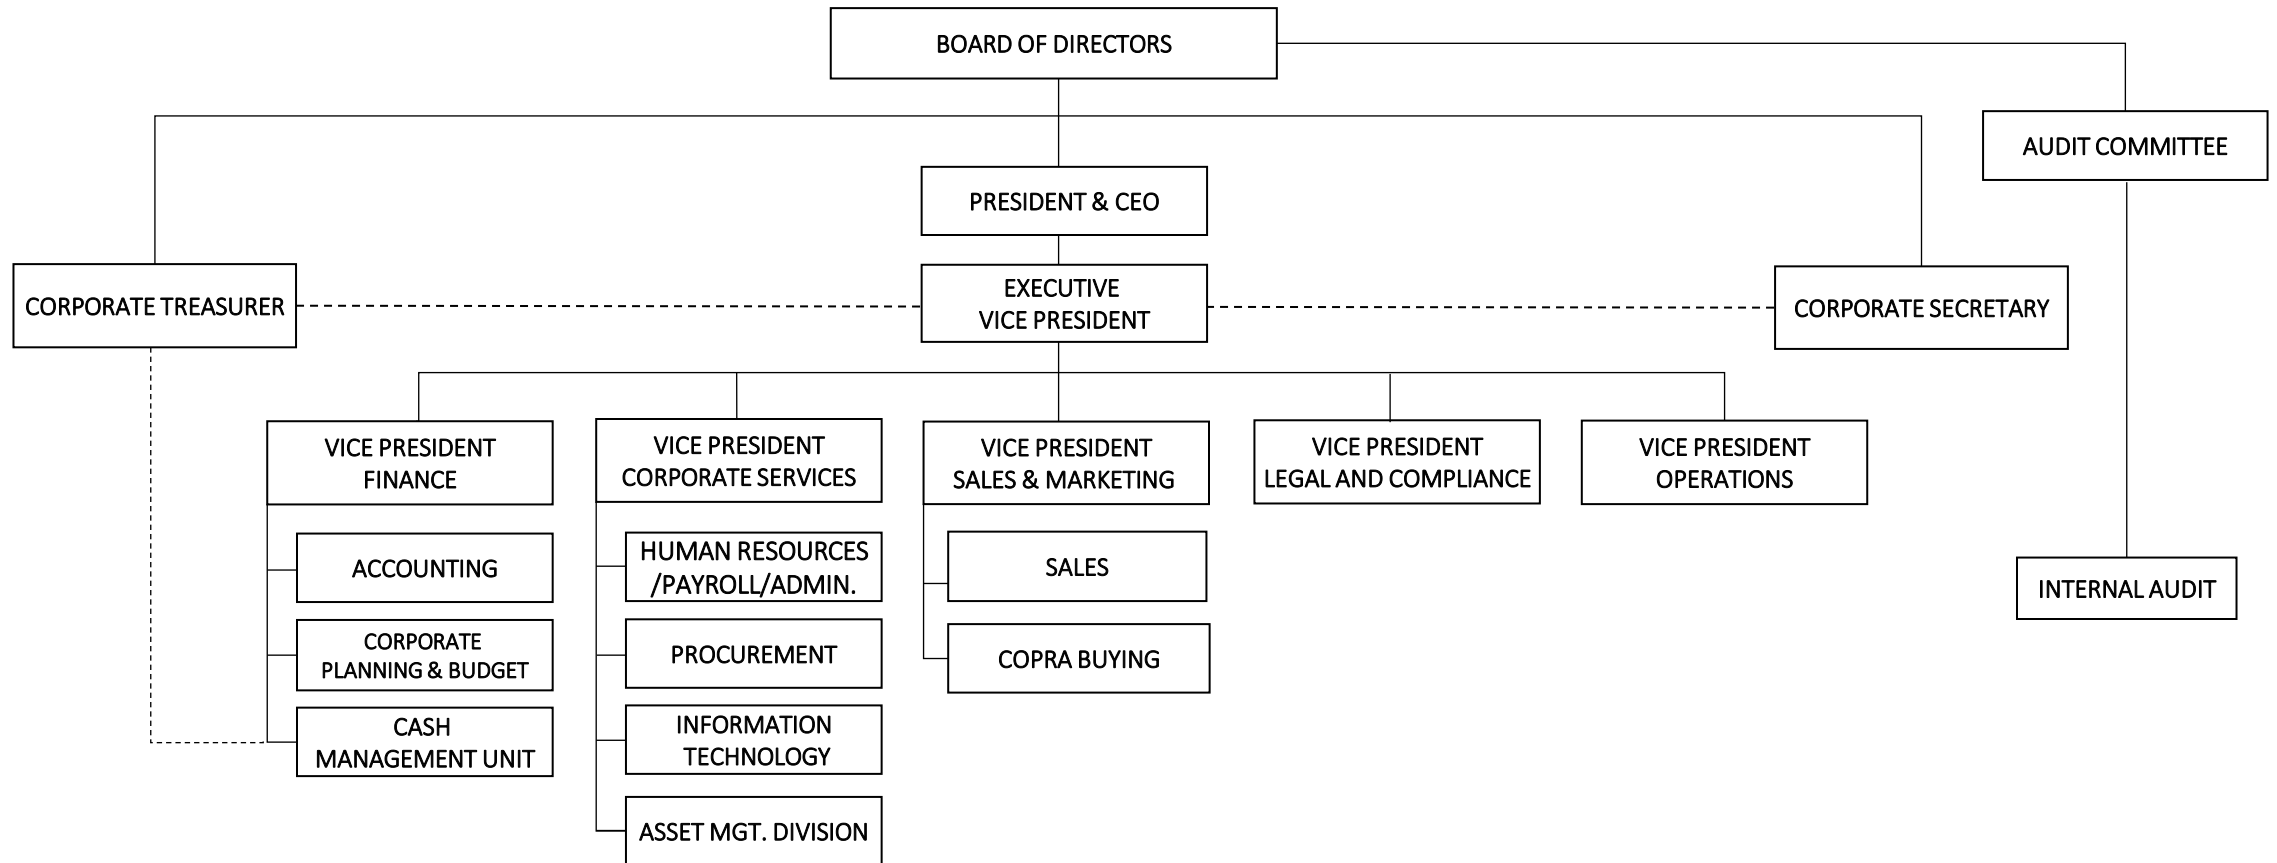 BOARD OF DIRECTORS
AUDIT COMMITTEE
PRESIDENT & CEO
CORPORATE TREASURER
EXECUTIVE
VICE PRESIDENT
CORPORATE SECRETARY
VICE PRESIDENT
FINANCE
VICE PRESIDENT
CORPORATE SERVICES
VICE PRESIDENT
SALES & MARKETING
VICE PRESIDENT
LEGAL AND COMPLIANCE
VICE PRESIDENT
OPERATIONS
ACCOUNTING
CORPORATE
PLANNING & BUDGET
CASH
MANAGEMENT UNIT
HUMAN RESOURCES
/PAYROLL/ADMIN.
PROCUREMENT
INFORMATION
TECHNOLOGY
ASSET MGT. DIVISION
SALES
COPRA BUYING
INTERNAL AUDIT